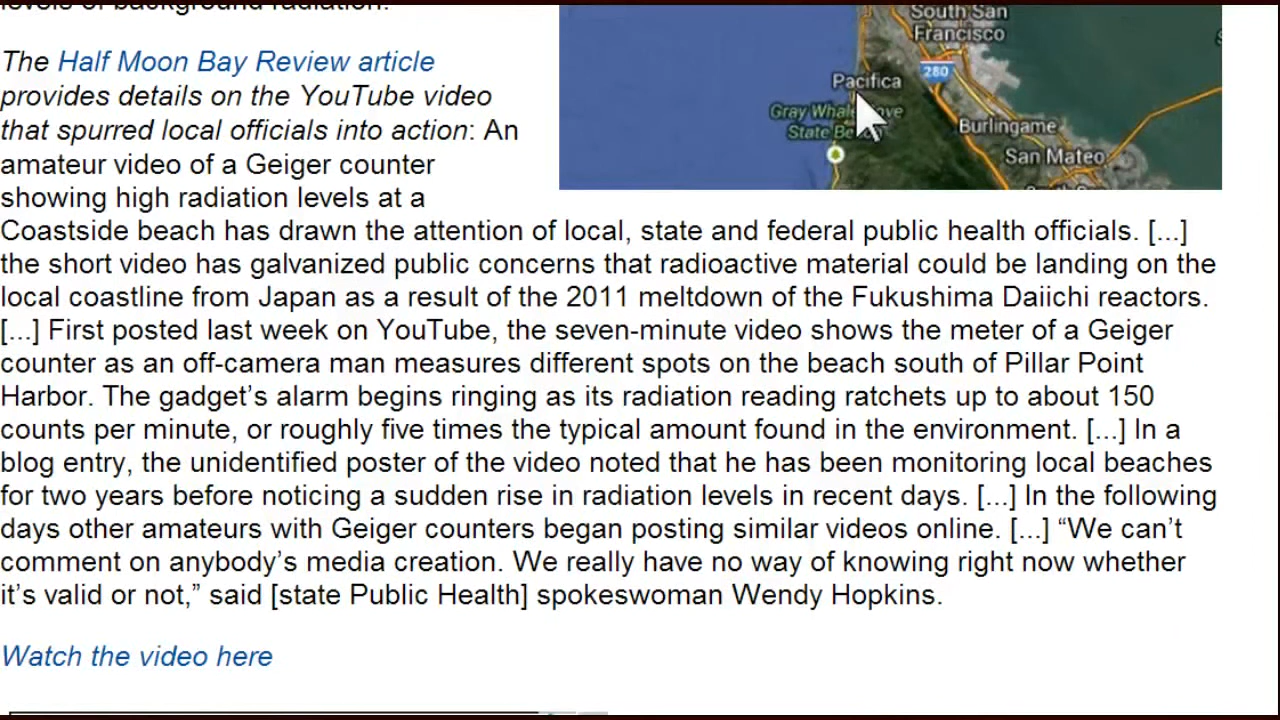 levels of background radiation.
The Half Moon Bay Review article
provides details on the YouTube video
that spurred local officials into action: An
amateur video of a Geiger counter
showing high radiation levels at a
Coastside beach has drawn the attention of local, state and federal public health officials. [...]
the short video has galvanized public concerns that radioactive material could be landing on the
local coastline from Japan as a result of the 2011 meltdown of the Fukushima Daiichi reactors.
[...] First posted last week on YouTube, the seven-minute video shows the meter of a Geiger
counter as an off-camera man measures different spots on the beach south of Pillar Point
Harbor. The gadget’s alarm begins ringing as its radiation reading ratchets up to about 150
counts per minute, or roughly five times the typical amount found in the environment. [...] In a
blog entry, the unidentified poster of the video noted that he has been monitoring local beaches
for two years before noticing a sudden rise in radiation levels in recent days. [...] In the following
days other amateurs with Geiger counters began posting similar videos online. [...] “We can’t
comment on anybody’s media creation. We really have no way of knowing right now whether
it’s valid or not,” said [state Public Health] spokeswoman Wendy Hopkins.
Watch the video here
South San
Francisco
280
Pacifica
Gray Whale
State
Burlingame
San Mateo